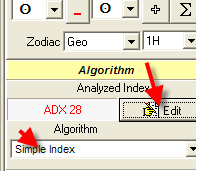 Zodiac Geo 1H
Algorithm
Analyzed Index
ADX 28 Edit
Algorithm
Simple Index